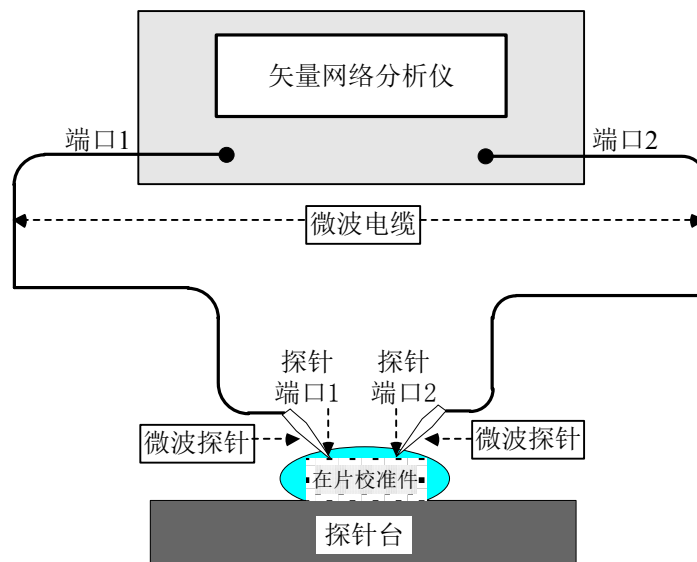 矢量网络分析仪
端口1
端口2
微波电缆
探针
端口1
探针
端口2
微波探针
微波探针
在片校准件
探针台